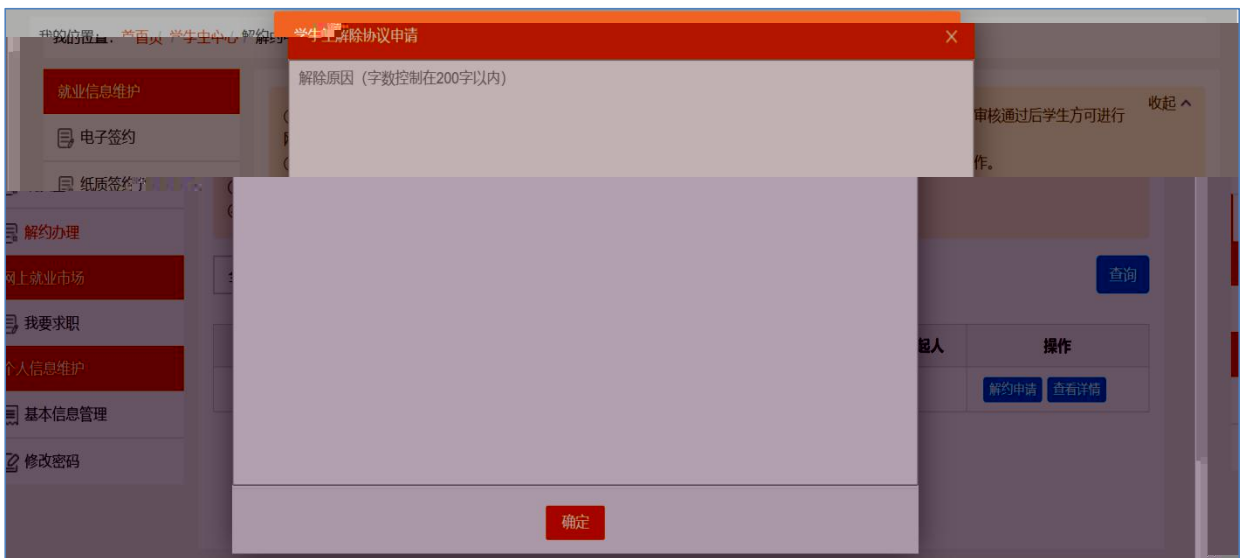 我的位置：首页/ 学生中心/ 解约
学生 解除协议申请
解除原因（字数控制在200字以内）
就业信息维护
收起
审核通过后学生方可进行
电子签约
作。
纸质签约
解约办理
网上就业市场
查询
我要求职
起人
操作
个人信息维护
解约申请
查看详情
基本信息管理
修改密码
确定